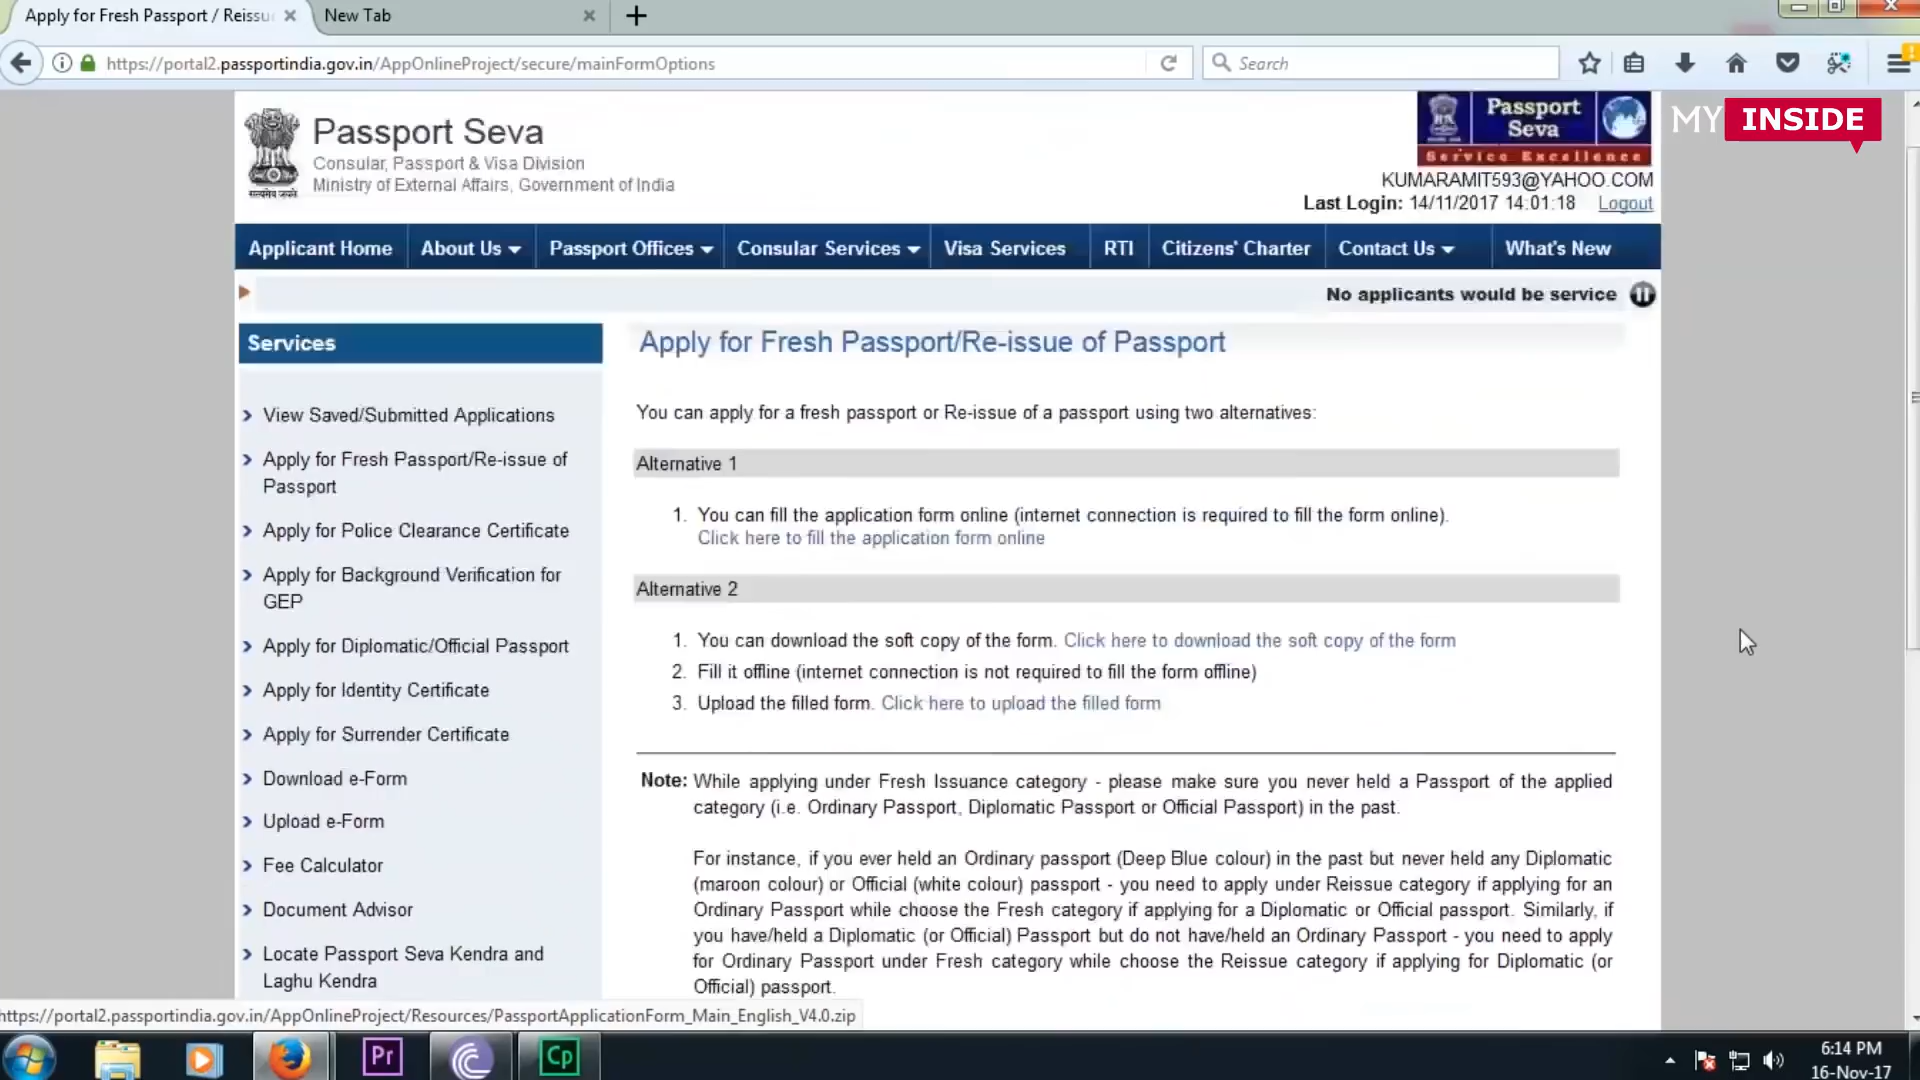 Apply for Fresh Passport / Reissu
New Tab
https://portal2.passportindia.gov.in/AppOnlineProject/secure/mainFormOptions
Search
Passport Seva
Consular, Passport & Visa Division
Ministry of External Affairs, Government of India
सत्यमेव जयते
Passport
Seva
Service Excellence
MY INSIDE
KUMARAMIT593@YAHOO.COM
Last Login: 14/11/2017 14:01:18 Logout
Applicant Home About Us Passport Offices Consular Services Visa Services RTI Citizens' Charter Contact Us What's New
No applicants would be service
Services
View Saved/Submitted Applications
Apply for Fresh Passport/Re-issue of
Passport
Apply for Police Clearance Certificate
Apply for Background Verification for
GEP
Apply for Diplomatic/Official Passport
Apply for Identity Certificate
Apply for Surrender Certificate
Download e-Form
Upload e-Form
Fee Calculator
Document Advisor
Locate Passport Seva Kendra and
Laghu Kendra
Apply for Fresh Passport/Re-issue of Passport
You can apply for a fresh passport or Re-issue of a passport using two alternatives:
Alternative 1
1. You can fill the application form online (internet connection is required to fill the form online).
Click here to fill the application form online
Alternative 2
1. You can download the soft copy of the form. Click here to download the soft copy of the form
2. Fill it offline (internet connection is not required to fill the form offline)
3. Upload the filled form. Click here to upload the filled form
Note: While applying under Fresh Issuance category - please make sure you never held a Passport of the applied
category (i.e. Ordinary Passport, Diplomatic Passport or Official Passport) in the past.
For instance, if you ever held an Ordinary passport (Deep Blue colour) in the past but never held any Diplomatic
(maroon colour) or Official (white colour) passport - you need to apply under Reissue category if applying for an
Ordinary Passport while choose the Fresh category if applying for a Diplomatic or Official passport. Similarly, if
you have/held a Diplomatic (or Official) Passport but do not have/held an Ordinary Passport - you need to apply
for Ordinary Passport under Fresh category while choose the Reissue category if applying for Diplomatic (or
Official) passport.
https://portal2.passportindia.gov.in/AppOnlineProject/Resources/PassportApplicationForm_Main_English_V4.0.zip
Pr
Cp
6:14 PM
16-Nov-17